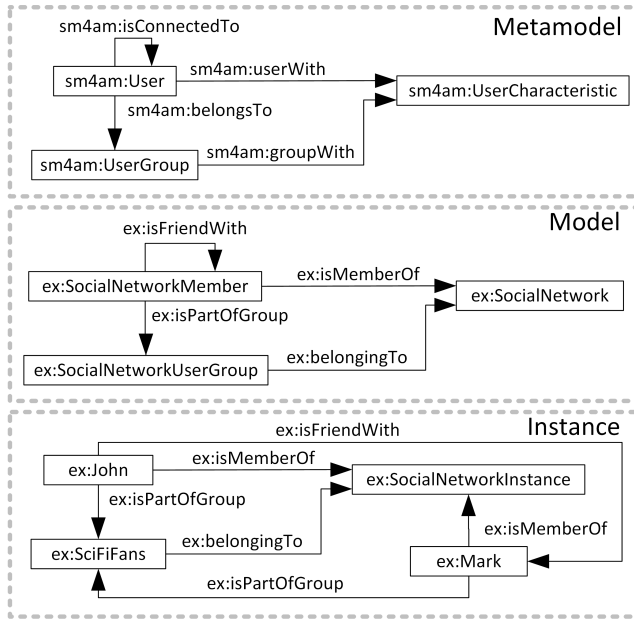 sm4am:isConnectedTo
Metamodel
sm4am:User
sm4am:userWith
sm4am:UserCharacteristic
sm4am:belongsTo
sm4am:UserGroup
sm4am:groupWith
Model
ex:isFriendWith
ex:SocialNetworkMember
ex:isMemberOf
ex:SocialNetwork
ex:isPartOfGroup
ex:SocialNetworkUserGroup
ex:belongingTo
Instance
ex:isFriendWith
ex:John
ex:isMemberOf
ex:SocialNetworkInstance
ex:isPartOfGroup
ex:SciFiFans
ex:belongingTo
ex:isMemberOf
ex:Mark
ex:isPartOfGroup